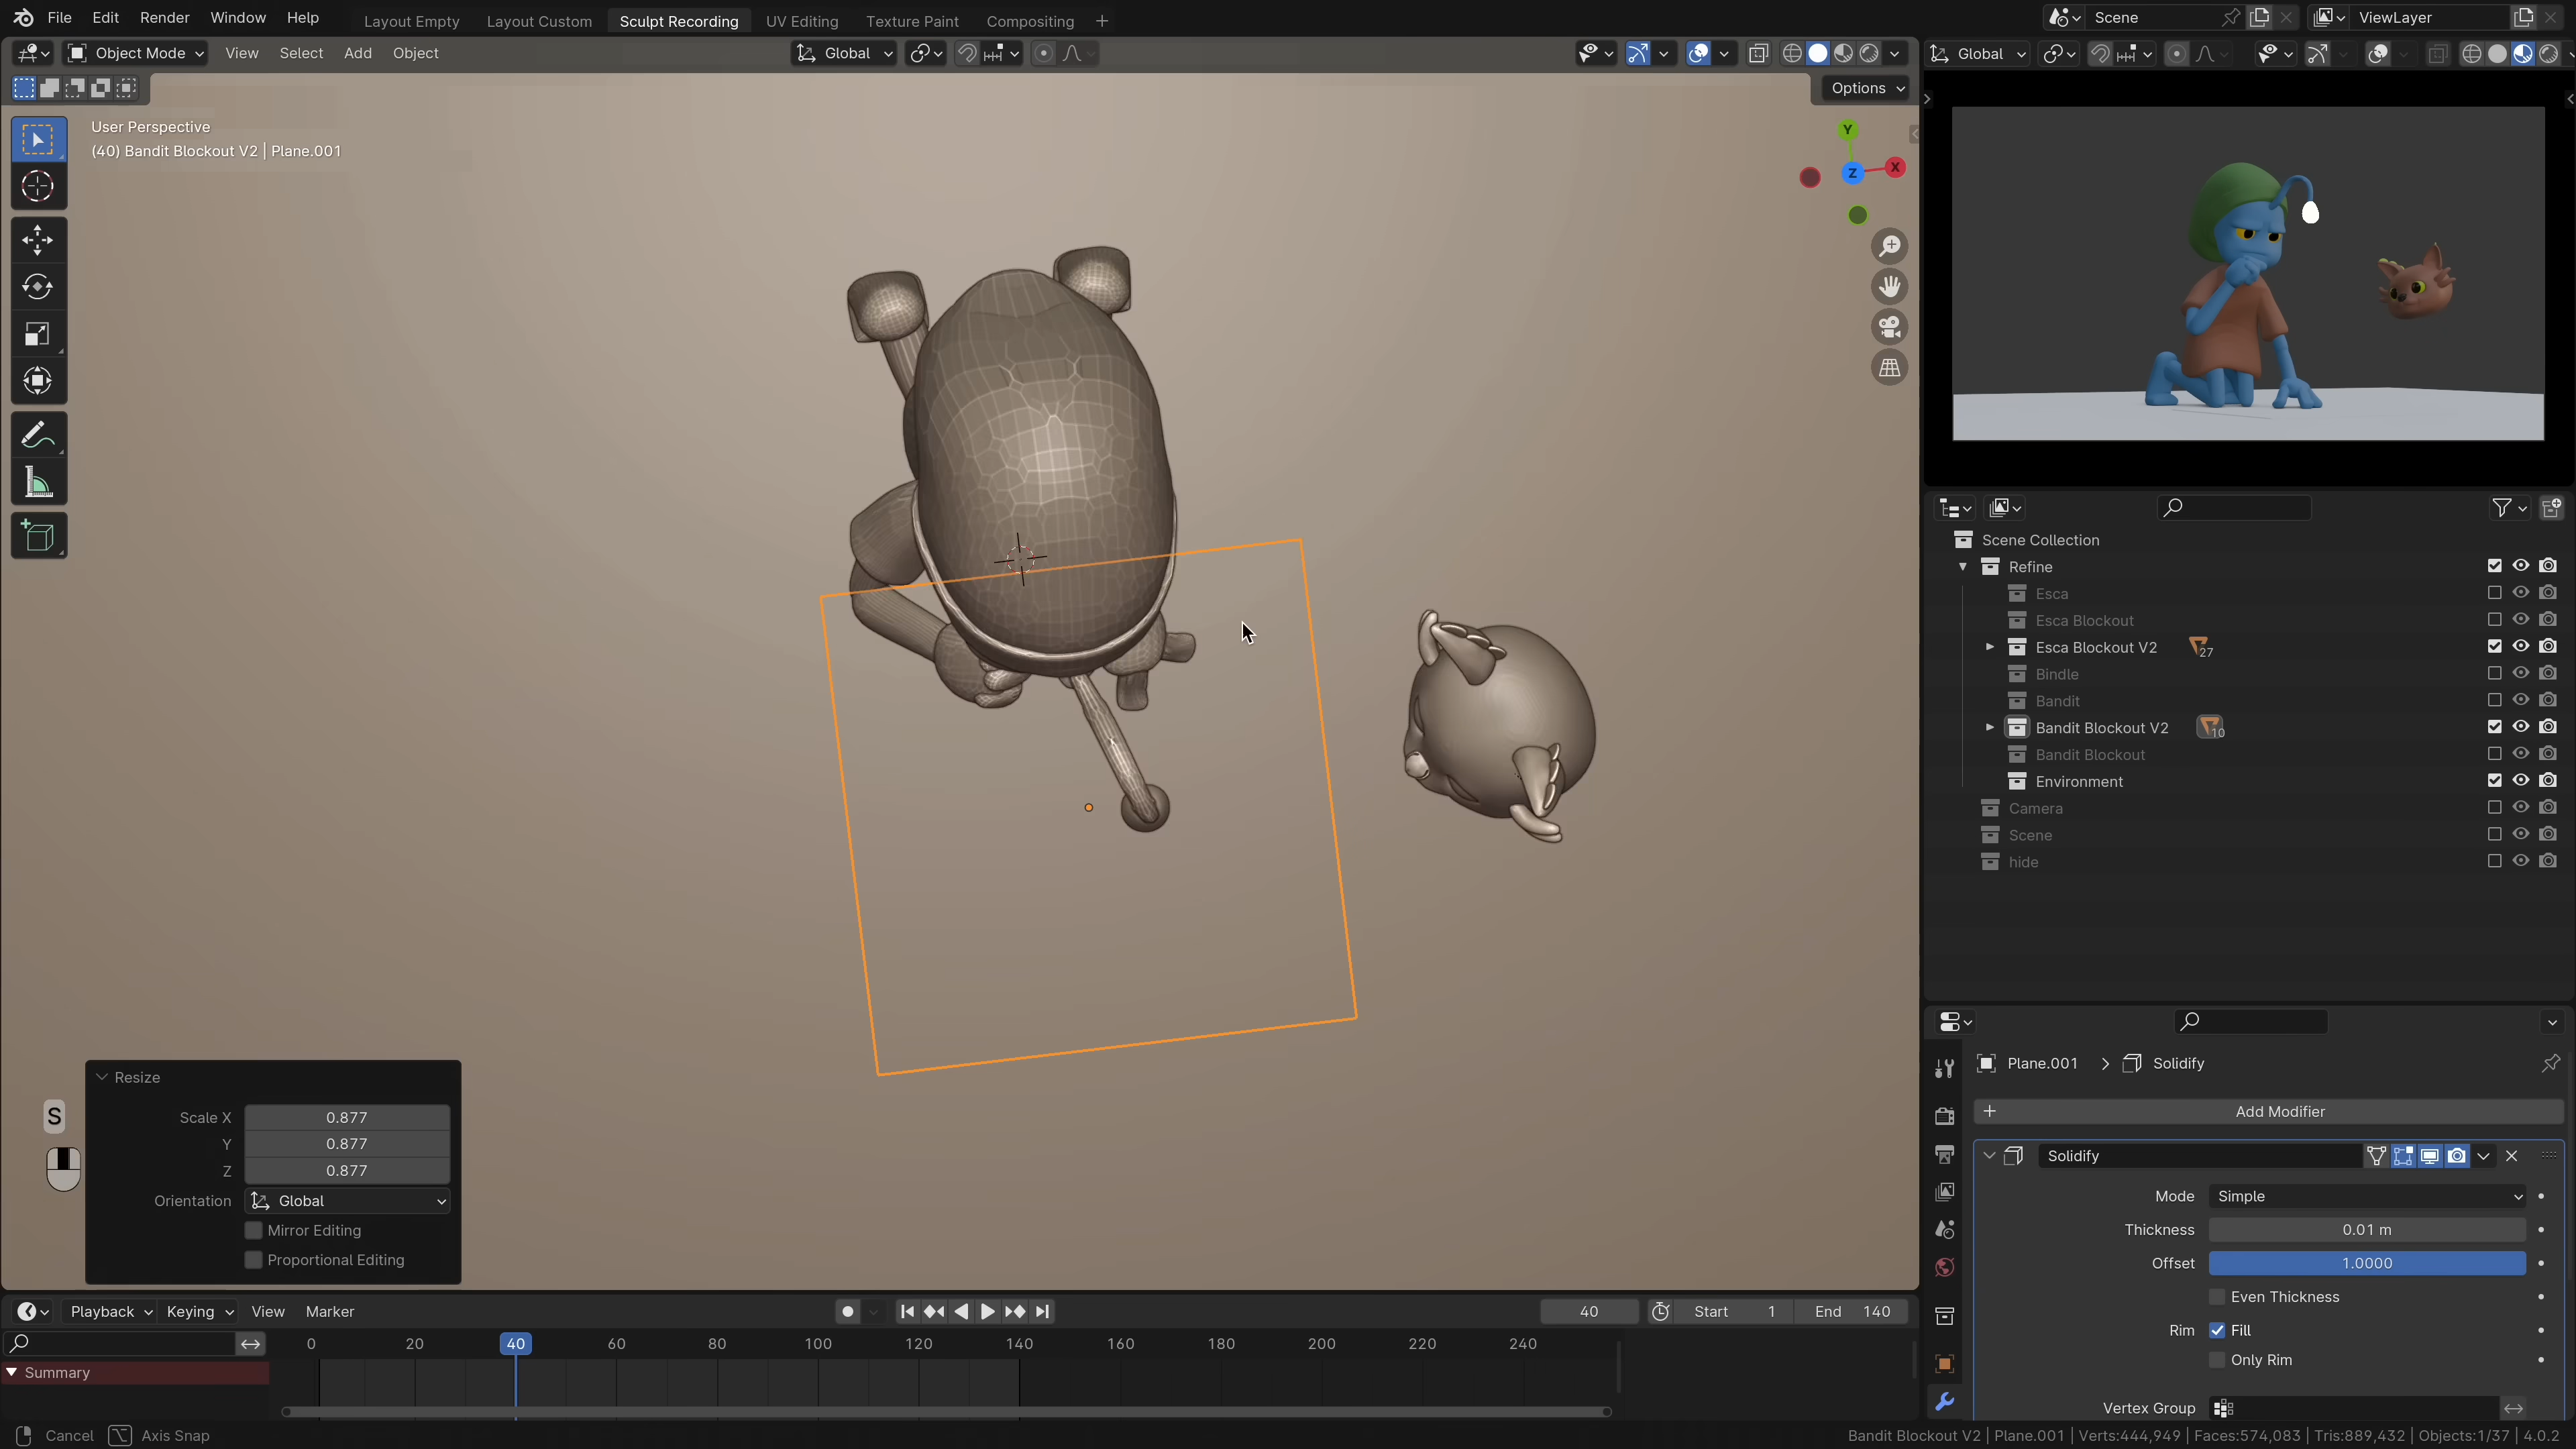 File Edit Render Window Help
Layout Empty Layout Custom Sculpt Recording UV Editing Texture Paint Compositing +
Scene
ViewLayer
Object Mode View Select Add Object
Global
Global
Options
User Perspective
(40) Bandit Blockout V2 | Plane.001
Y
X
Z
Scene Collection
Refine
Esca
Esca Blockout
Esca Blockout V2 27
Bindle
Bandit
Bandit Blockout V2 10
Bandit Blockout
Environment
Camera
Scene
hide
Plane.001 > Solidify
+ Add Modifier
Solidify
Mode Simple
Thickness 0.01 m
Offset 1.0000
Even Thickness
Rim Fill
Only Rim
Vertex Group
Resize
Scale X 0.877
Y 0.877
Z 0.877
Orientation Global
Mirror Editing
Proportional Editing
S
Playback Keying View Marker
40 Start 1 End 140
0 20 40 60 80 100 120 140 160 180 200 220 240
Summary
Cancel Axis Snap
Bandit Blockout V2 | Plane.001 | Verts:444,949 | Faces:574,083 | Tris:889,432 | Objects:1/37 | 4.0.2